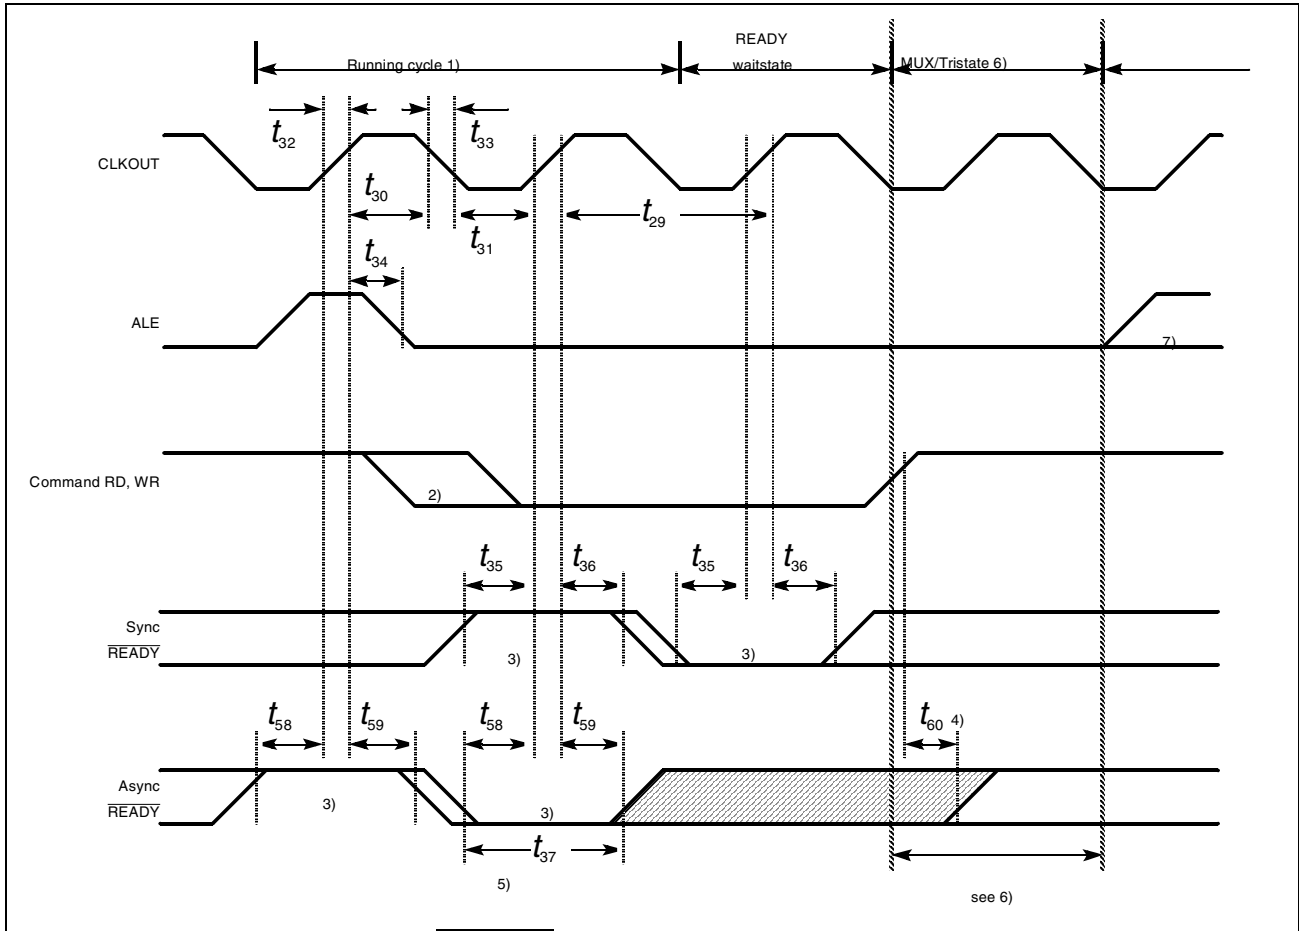 READY
Running cycle 1)
waitstate
MUX/Tristate 6)
t32
t33
CLKOUT
t30
t29
t31
t34
ALE
7)
Command RD, WR
2)
t35
t36
t35
t36
Sync
READY
3)
3)
t58
t59
t58
t59
t60 4)
Async
READY
3)
3)
t37
5)
see 6)